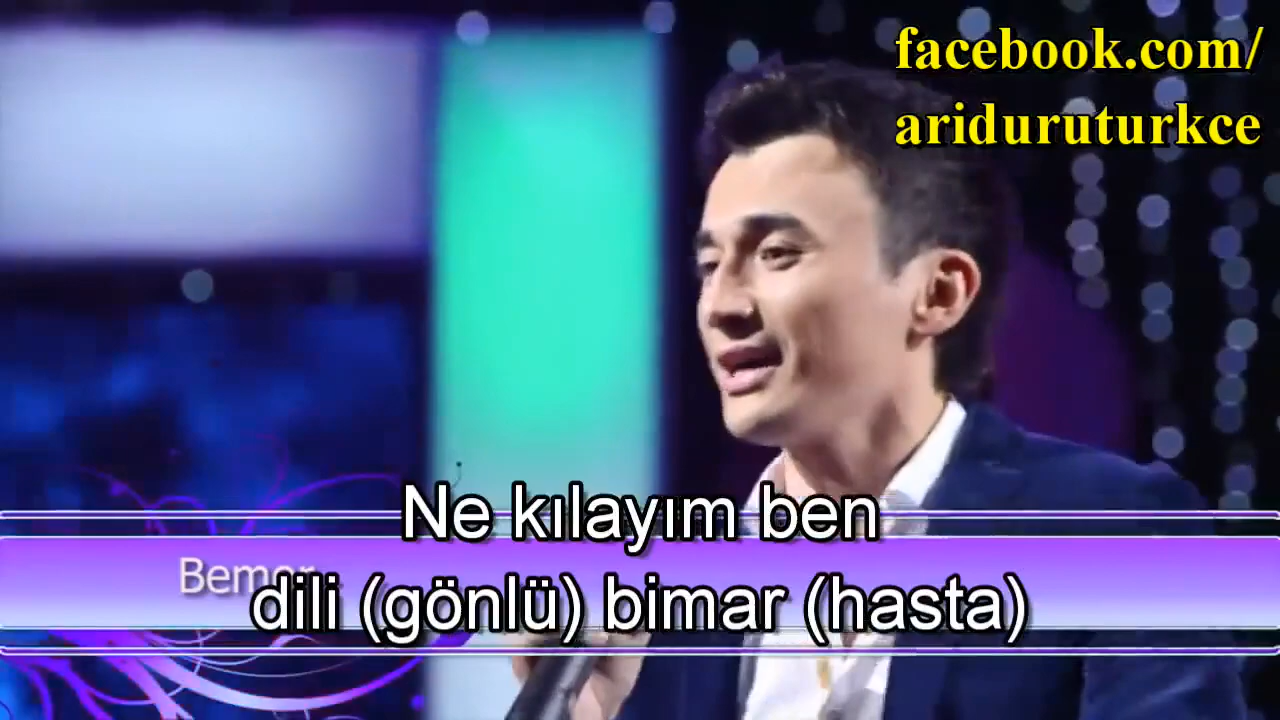 facebook.com/
ariduruturkce
Ne kılayım ben
Bemor
dili (gönlü) bimar (hasta)